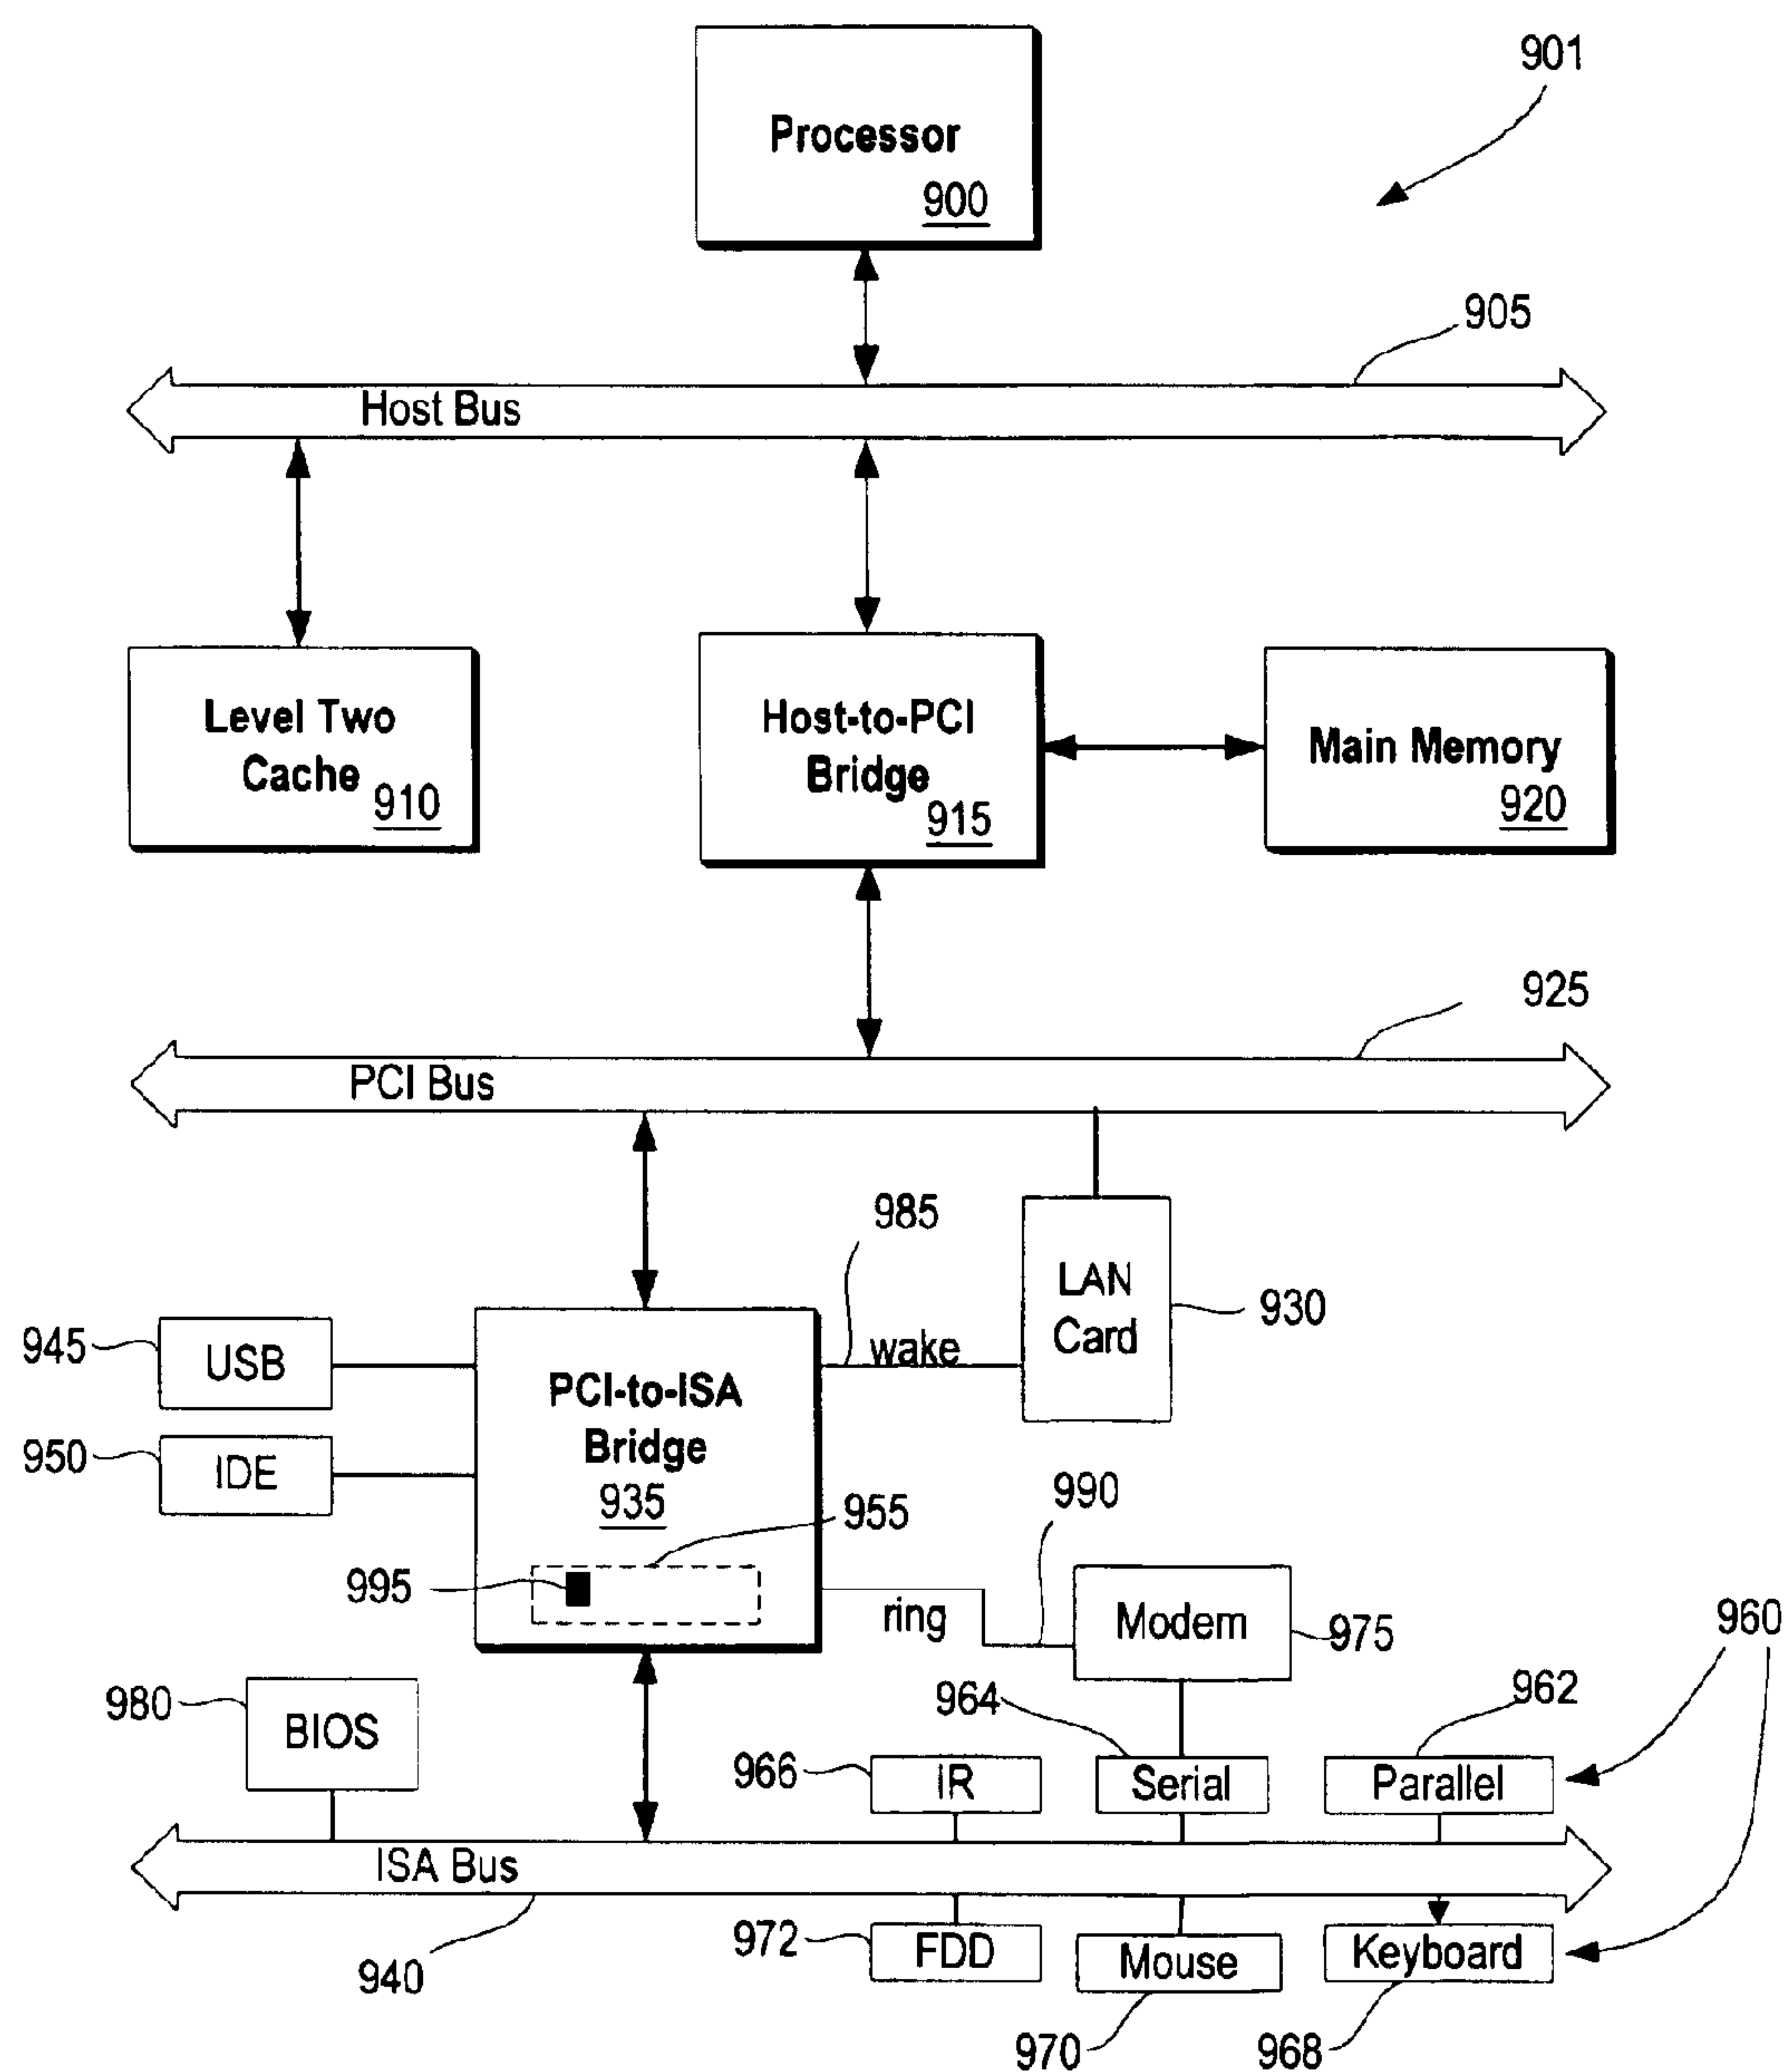 901
Processor
900
905
Host Bus
Level Two
Cache
910
Host-to-PCI
Bridge
915
Main Memory
920
925
PCI Bus
985
LAN
Card
930
945
USB
wake
PCI-to-ISA
Bridge
935
950
IDE
990
955
995
ring
Modem
975
960
980
BIOS
964
962
966
IR
Serial
Parallel
ISA Bus
940
972
FDD
Mouse
Keyboard
970
968